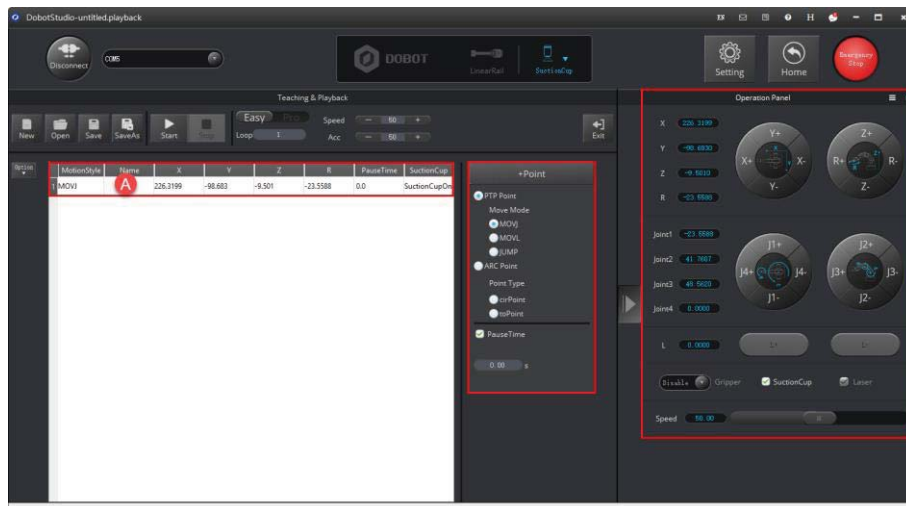 DobotStudio-untitled.playback
H
Disconnect
COM5
DOBOT
LinearRail
SuctionCup
Setting
Home
Emergency Stop
Teaching & Playback
Operation Panel
New
Open
Save
SaveAs
Start
Stop
Easy
Pro
Loop
1
Speed
- 50 +
Acc
- 50 +
Exit
Option
MotionStyle Name X Y Z R PauseTime SuctionCup
1 MOVJ 226.3199 -98.683 -9.501 -23.5588 0.0 SuctionCupOn
A
+Point
PTP Point
Move Mode
MOVJ
MOVL
JUMP
ARC Point
Point Type
cirPoint
toPoint
PauseTime
0.00 s
X 226.3199
Y -98.6830
Z -9.5010
R -23.5588
Y+
X+
X-
Y-
Z+
R+
R-
Z-
Joint1 -23.5588
Joint2 41.7607
Joint3 48.5628
Joint4 0.0000
J1+
J4+
J4-
J1-
J2+
J3+
J3-
J2-
L 0.0000
L+
L-
Disable
Gripper
SuctionCup
Laser
Speed 50.00